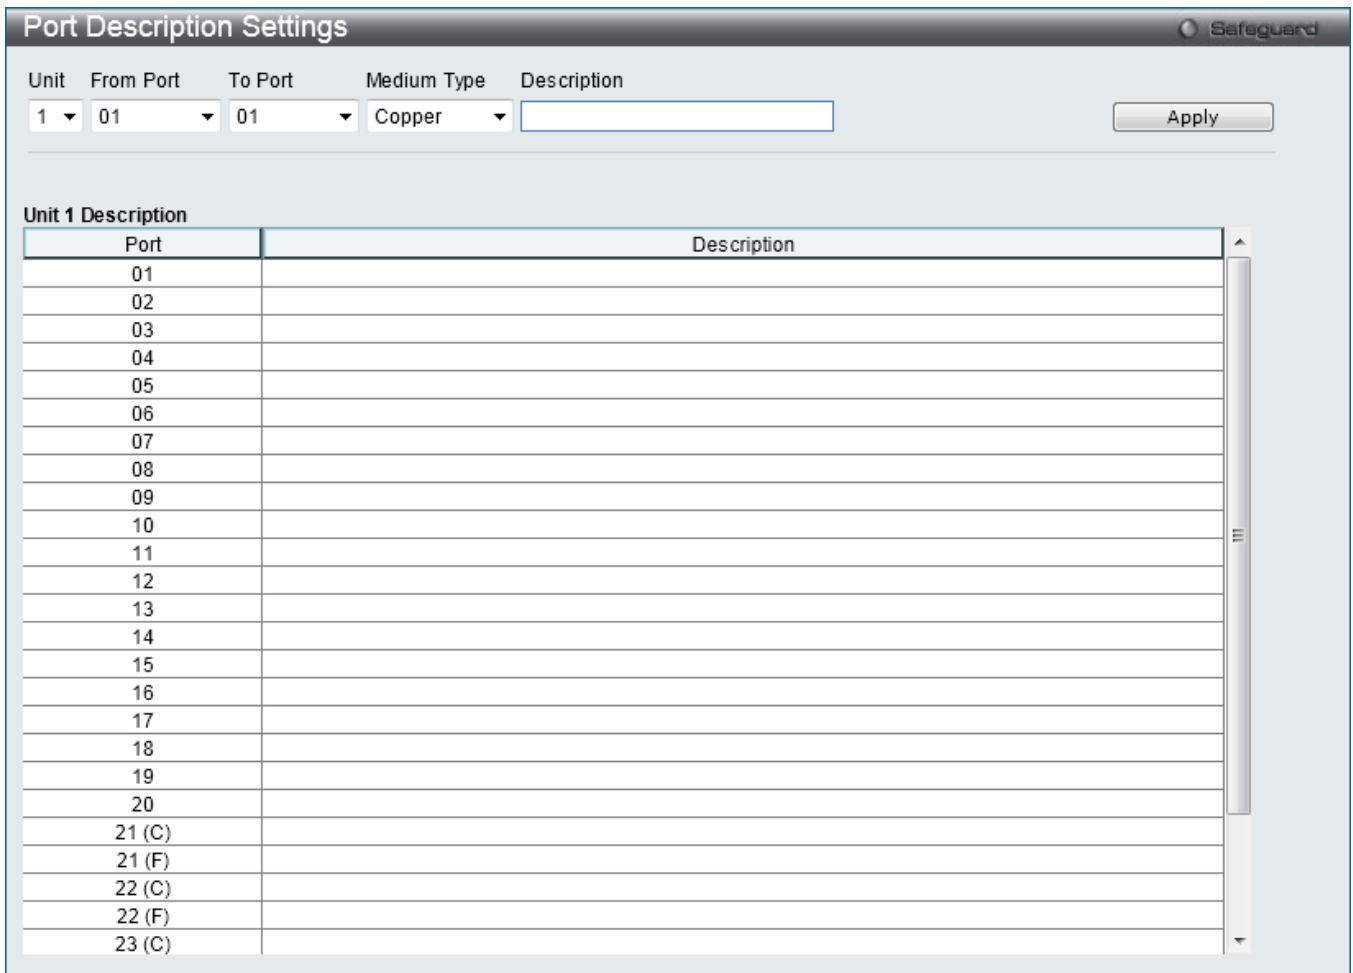 Port Description Settings Safeguard
Unit From Port To Port Medium Type Description
1 01 01 Copper Apply
Unit 1 Description
Port Description
01
02
03
04
05
06
07
08
09
10
11
12
13
14
15
16
17
18
19
20
21 (C)
21 (F)
22 (C)
22 (F)
23 (C)